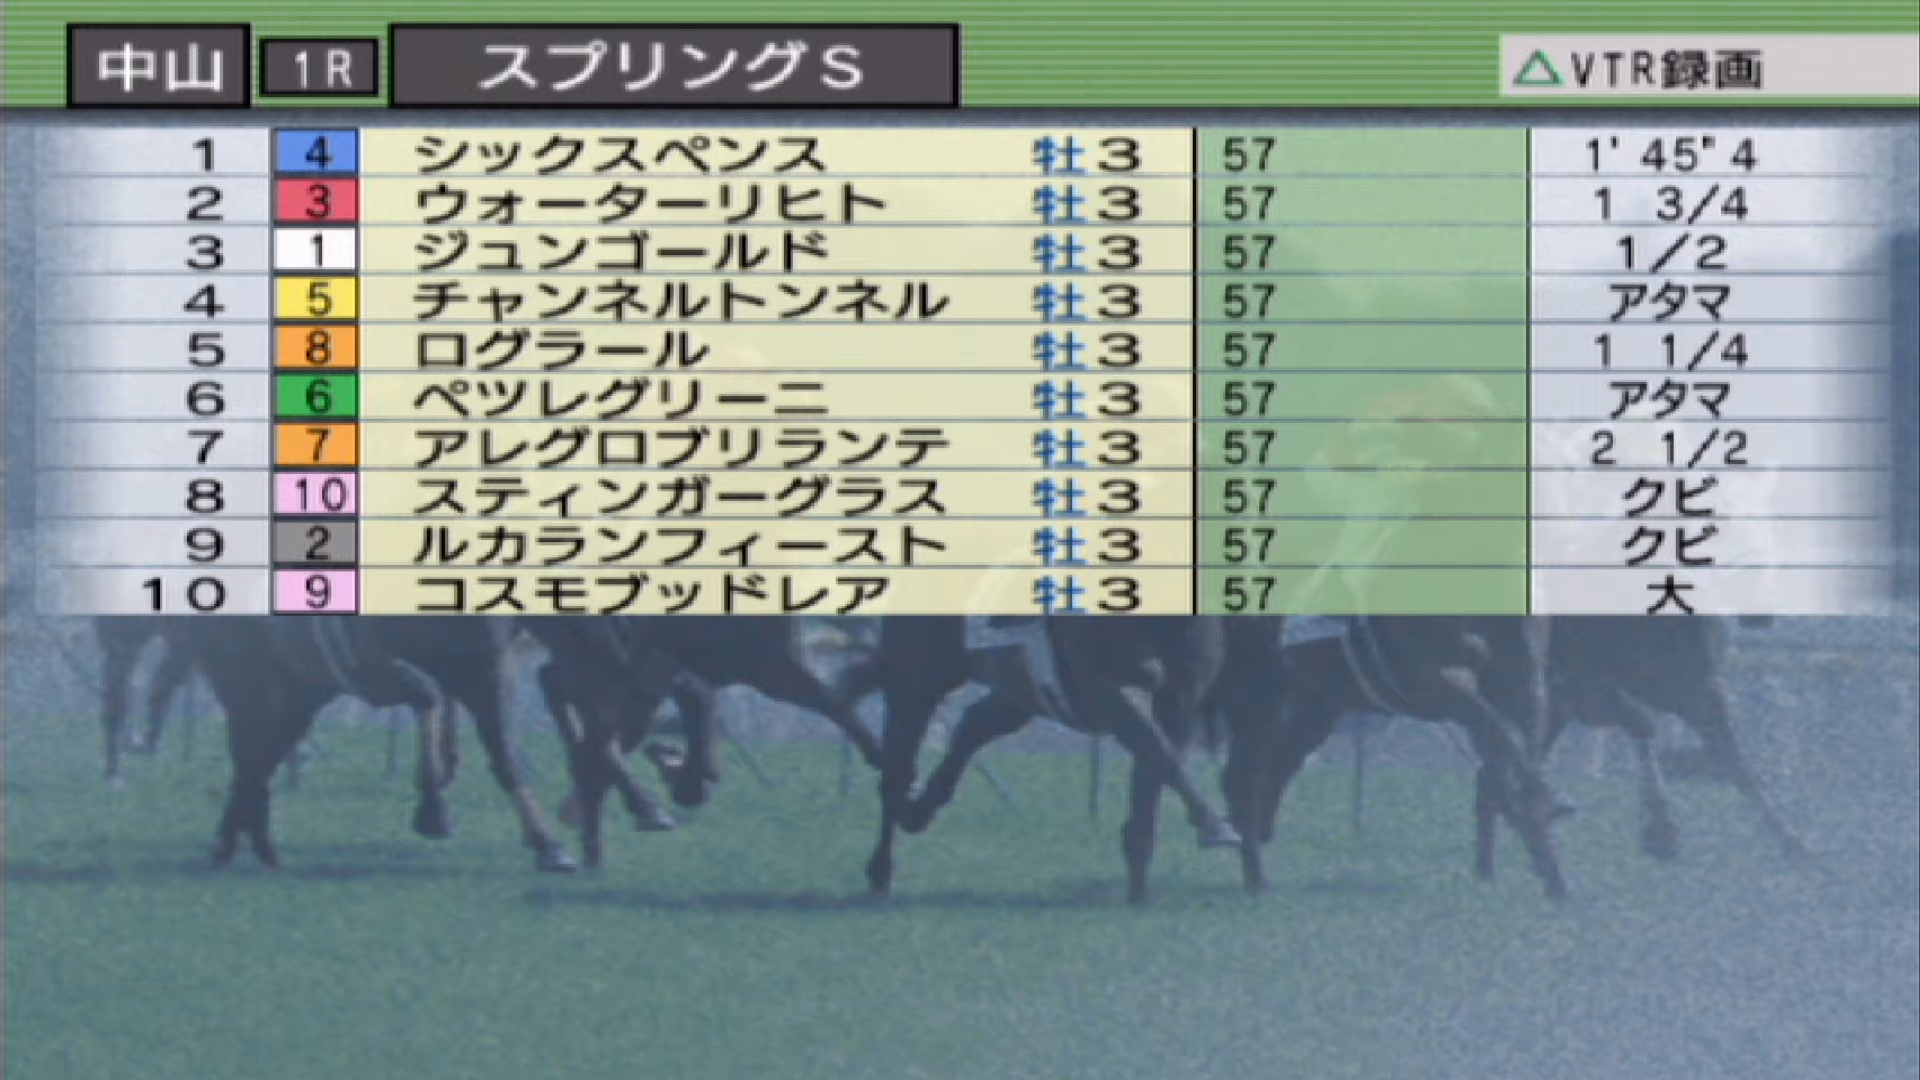 中山 1R スプリングS △VTR録画
1 4 シックスペンス 牡3 57 1'45"4
2 3 ウォーターリヒト 牡3 57 1 3/4
3 1 ジュンゴールド 牡3 57 1/2
4 5 チャンネルトンネル 牡3 57 アタマ
5 8 ログラール 牡3 57 1 1/4
6 6 ペツレグリーニ 牡3 57 アタマ
7 7 アレグロブリランテ 牡3 57 2 1/2
8 10 スティンガーグラス 牡3 57 クビ
9 2 ルカランフィースト 牡3 57 クビ
10 9 コスモブッドレア 牡3 57 大